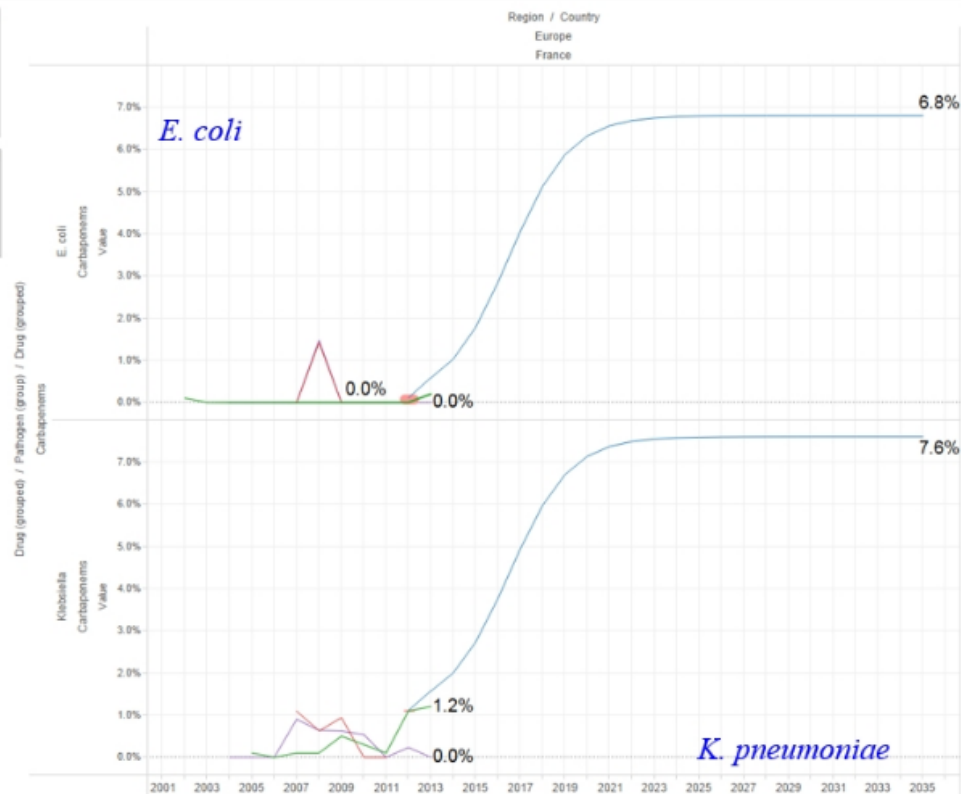 Region / Country
Europe
France
7.0%
6.0%
5.0%
4.0%
3.0%
2.0%
1.0%
0.0%
E. coli
6.8%
0.0%
0.0%
E. coli
Carbapenems
Value
Drug (grouped) / Pathogen (group) / Drug (grouped)
Carbapenems
7.0%
6.0%
5.0%
4.0%
3.0%
2.0%
1.0%
0.0%
7.6%
1.2%
0.0%
K. pneumoniae
Klebsiella
Carbapenems
Value
2001 2003 2005 2007 2009 2011 2013 2015 2017 2019 2021 2023 2025 2027 2029 2031 2033 2035